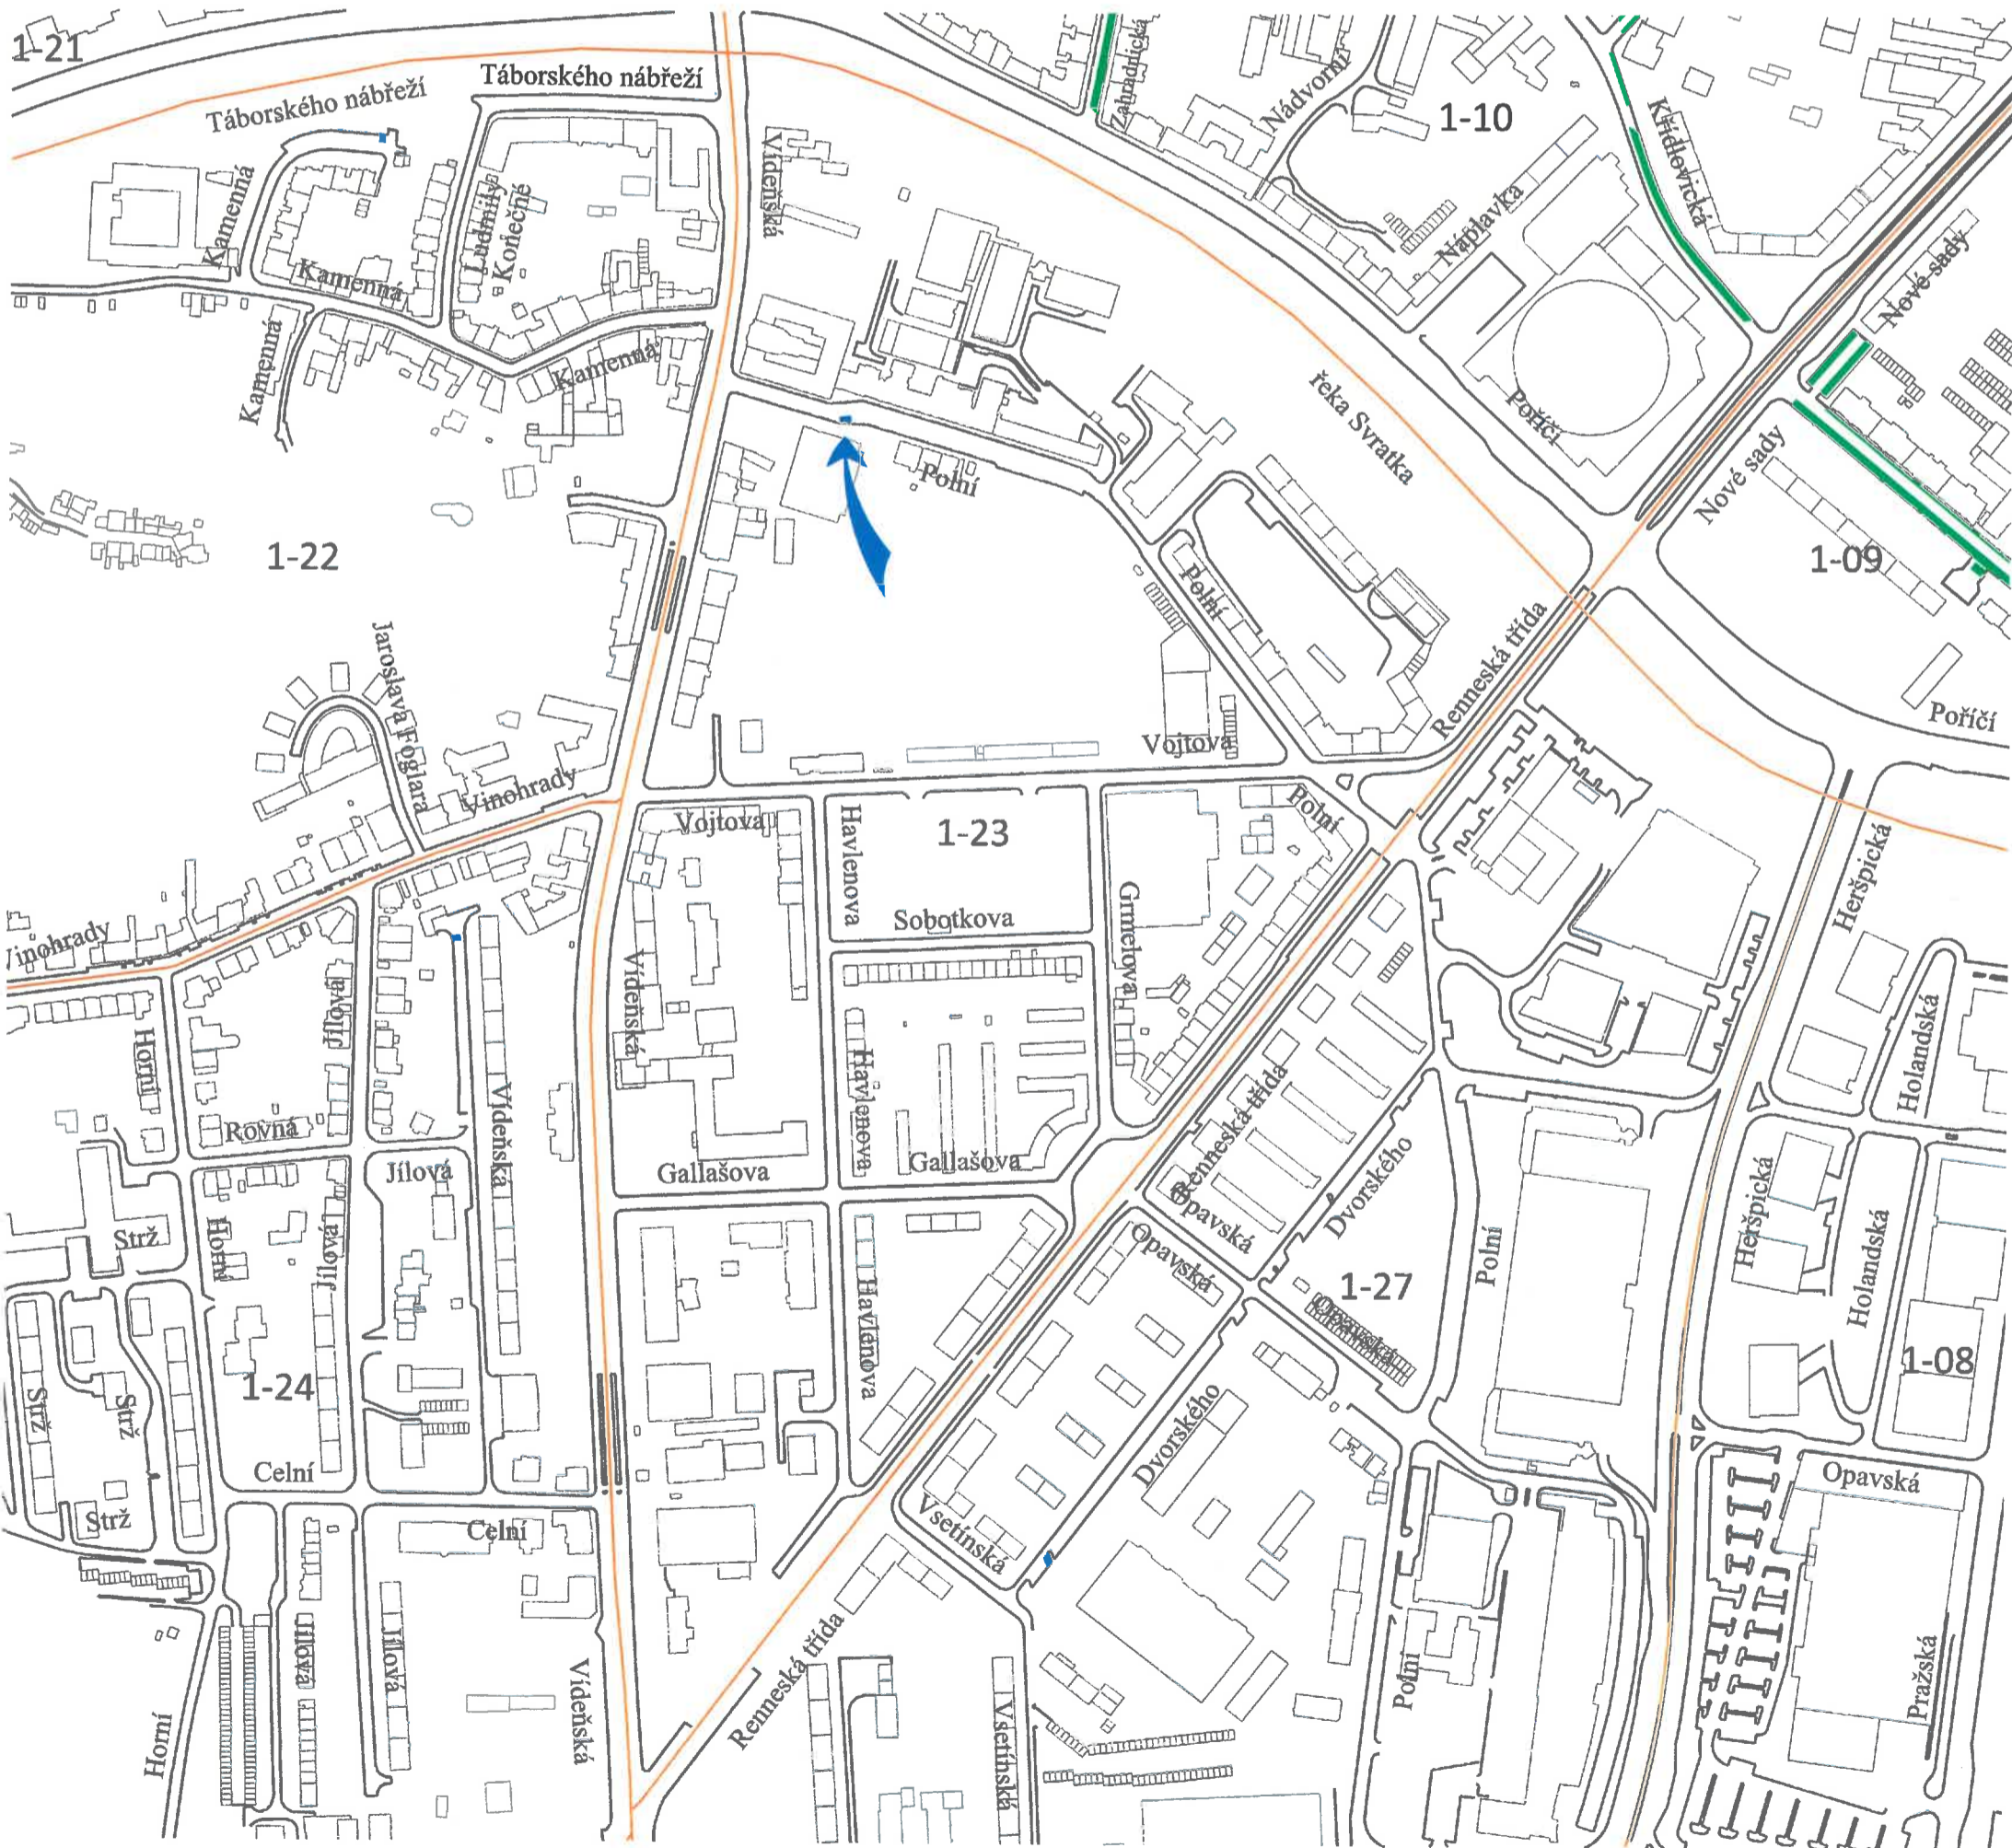 1-21
Táborského nábřeží
Táborského nábřeží
Zahradnická
Nádvorní
1-10
Křídlovická
Vídeňská
Kamenná
Ludmily
Konečné
Kamenná
Náplavka
Nové sady
Kamenná
Kamenná
řeka Svratka
Poříčí
Polní
Nové sady
1-22
1-09
Polní
Jaroslava Foglara
Renneská třída
Poříčí
Vojtova
Vinohrady
Vojtova
Havlenova
1-23
Polní
Heršpická
Vinohrady
Sobotkova
Grmelova
Vídeňská
Jílová
Holandská
Horní
Havlenova
Vídeňská
Renneská třída
Rovná
Jílová
Gallašova
Gallašova
Dvorského
Opavská
Strž
Horní
Jílová
Opavská
Polní
Heršpická
Holandská
1-27
Opavská
Havlenova
1-24
1-08
Strž
Strž
Dvorského
Celní
Opavská
Strž
Celní
Vsetínská
Jílová
Jílová
Horní
Vídeňská
Renneská třída
Vsetínská
Polní
Pražská